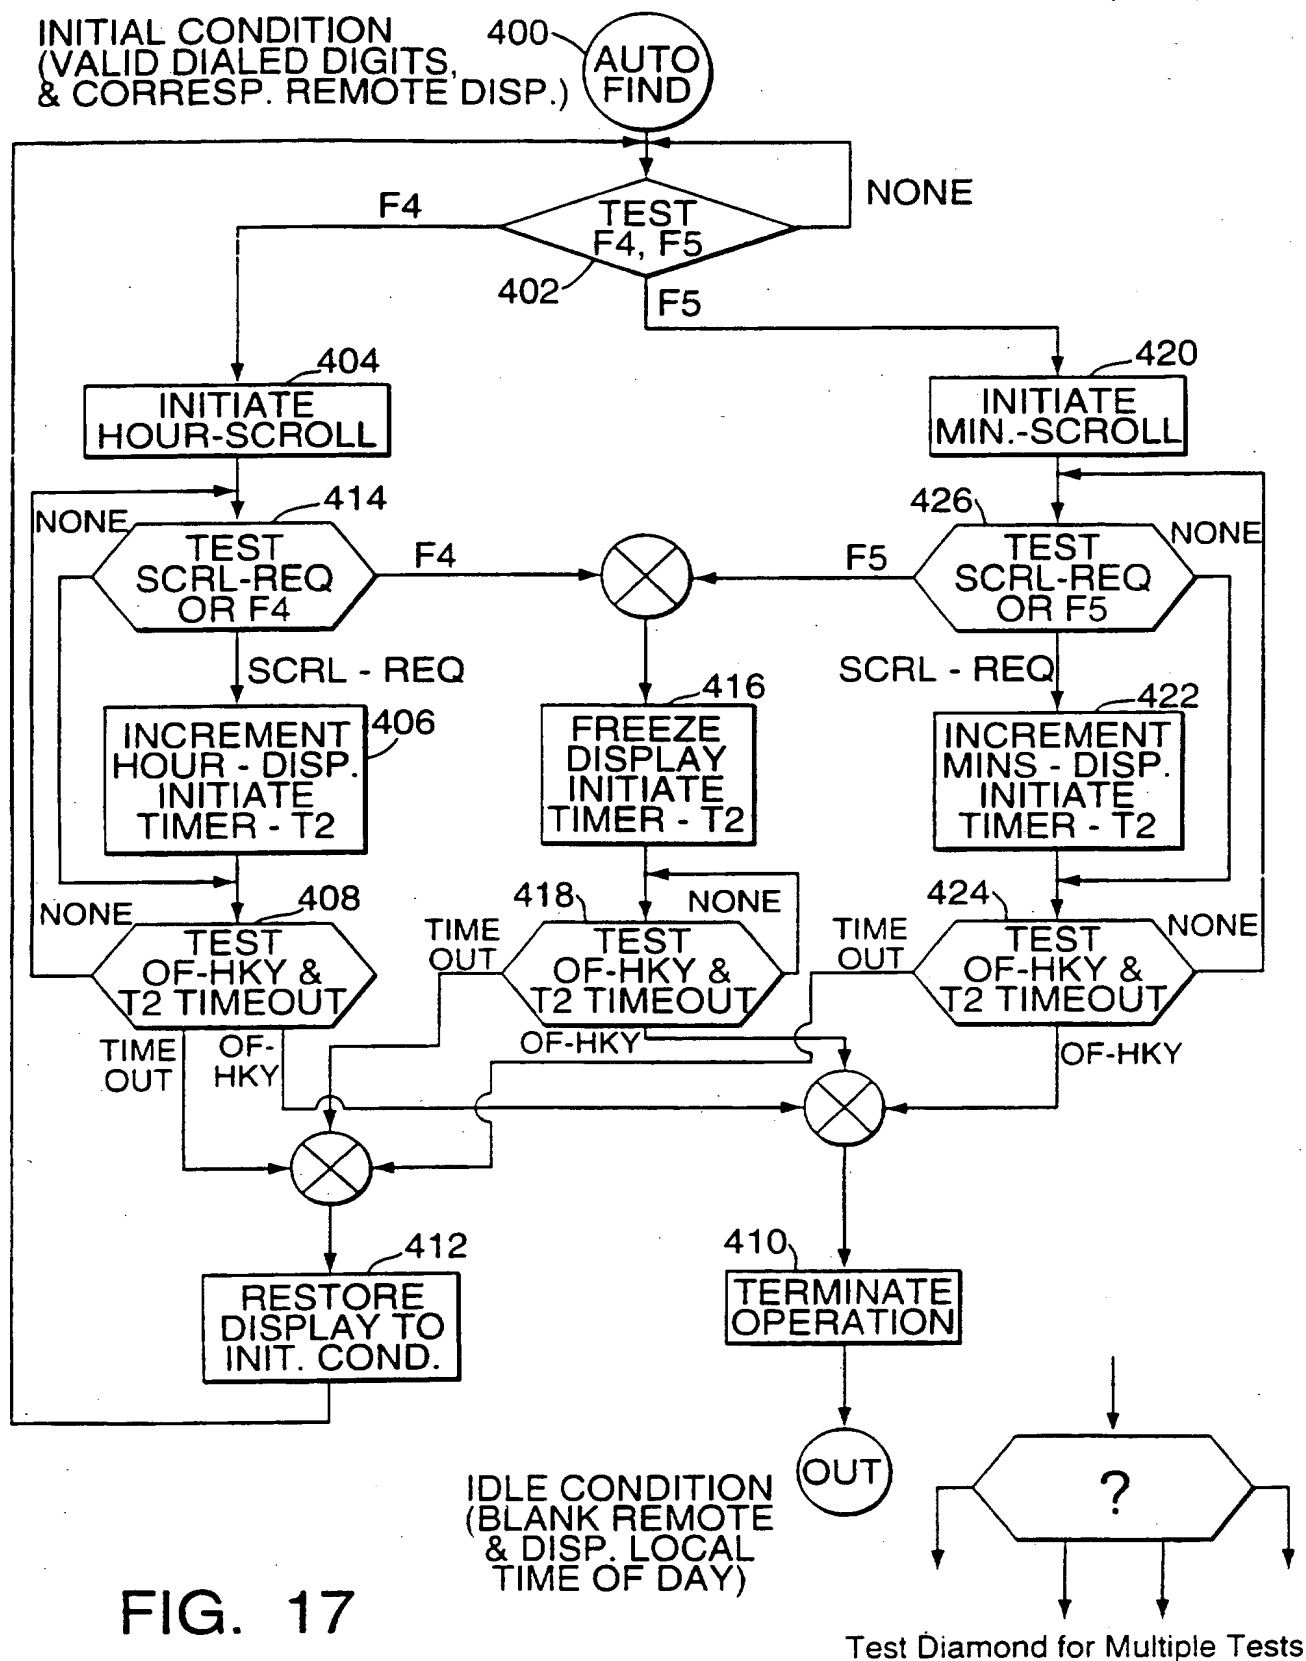 INITIAL CONDITION
(VALID DIALED DIGITS,
& CORRESP. REMOTE DISP.)
400
AUTO
FIND
F4
TEST
F4, F5
NONE
402
F5
404
INITIATE
HOUR-SCROLL
420
INITIATE
MIN.-SCROLL
NONE
414
TEST
SCRL-REQ
OR F4
F4
F5
426
TEST
SCRL-REQ
OR F5
NONE
SCRL - REQ
SCRL - REQ
406
INCREMENT
HOUR - DISP.
INITIATE
TIMER - T2
416
FREEZE
DISPLAY
INITIATE
TIMER - T2
422
INCREMENT
MINS - DISP.
INITIATE
TIMER - T2
NONE
408
TEST
OF-HKY &
T2 TIMEOUT
TIME
OUT
418
NONE
TEST
OF-HKY &
T2 TIMEOUT
TIME
OUT
424
TEST
OF-HKY &
T2 TIMEOUT
NONE
TIME
OUT
OF-
HKY
OF-HKY
OF-HKY
412
RESTORE
DISPLAY TO
INIT. COND.
410
TERMINATE
OPERATION
OUT
IDLE CONDITION
(BLANK REMOTE
& DISP. LOCAL
TIME OF DAY)
?
Test Diamond for Multiple Tests
FIG. 17